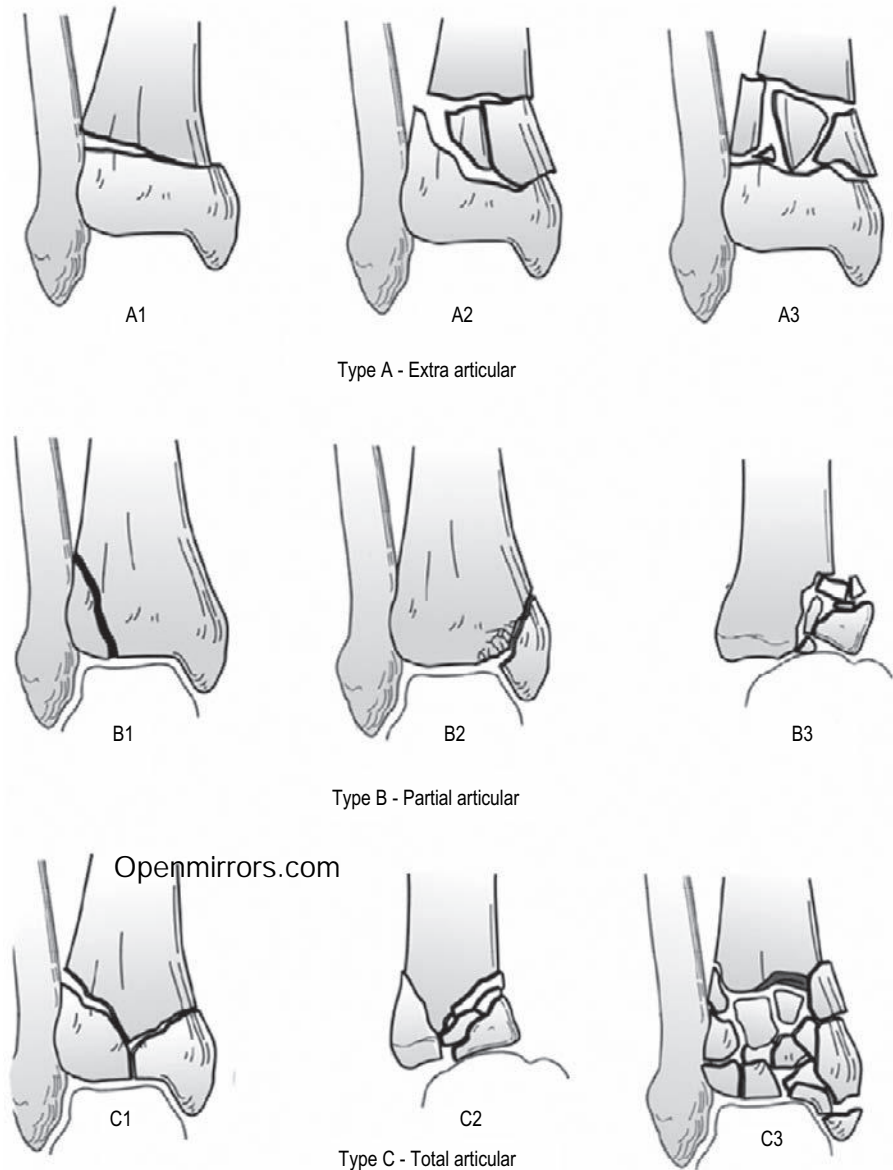 A1 A2 A3
Type A - Extra articular
B1 B2 B3
Type B - Partial articular
Openmirrors.com
C1 C2 C3
Type C - Total articular